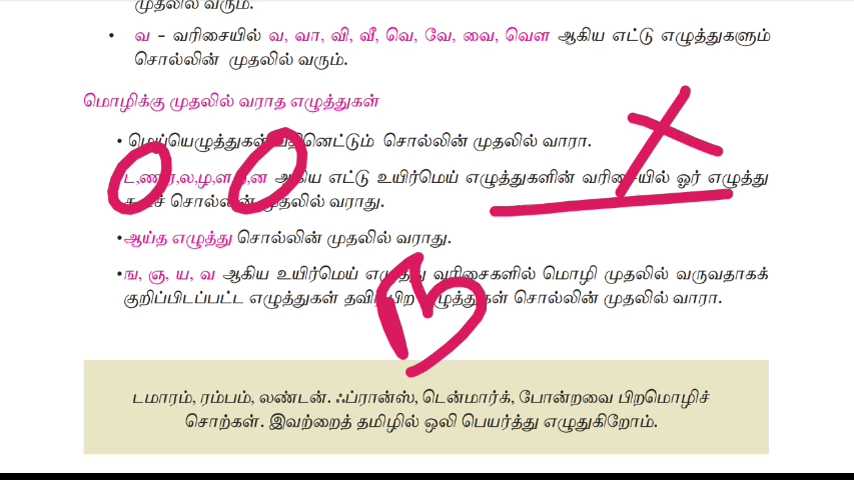 முதலில் வரும்.
• வ – வரிசையில் வ, வா, வி, வீ, வெ, வே, வை, வௌ ஆகிய எட்டு எழுத்துகளும்
சொல்லின் முதலில் வரும்.
மொழிக்கு முதலில் வராத எழுத்துகள்
• மெய்யெழுத்துகள் பதினெட்டும் சொல்லின் முதலில் வாரா.
ட,ண,ர,ல,ழ,ள,ற,ன ஆகிய எட்டு உயிர்மெய் எழுத்துகளின் வரிசையில் ஓர் எழுத்து
சொல்லின் முதலில் வராது.
•ஆய்த எழுத்து சொல்லின் முதலில் வராது.
•ங, ஞ, ய, வ ஆகிய உயிர்மெய் எழுத்து வரிசைகளில் மொழி முதலில் வருவதாகக்
குறிப்பிடப்பட்ட எழுத்துகள் தவிர பிற எழுத்துகள் சொல்லின் முதலில் வாரா.
டமாரம், ரம்பம், லண்டன். ஃப்ரான்ஸ், டென்மார்க், போன்றவை பிறமொழிச்
சொற்கள். இவற்றைத் தமிழில் ஒலி பெயர்த்து எழுதுகிறோம்.